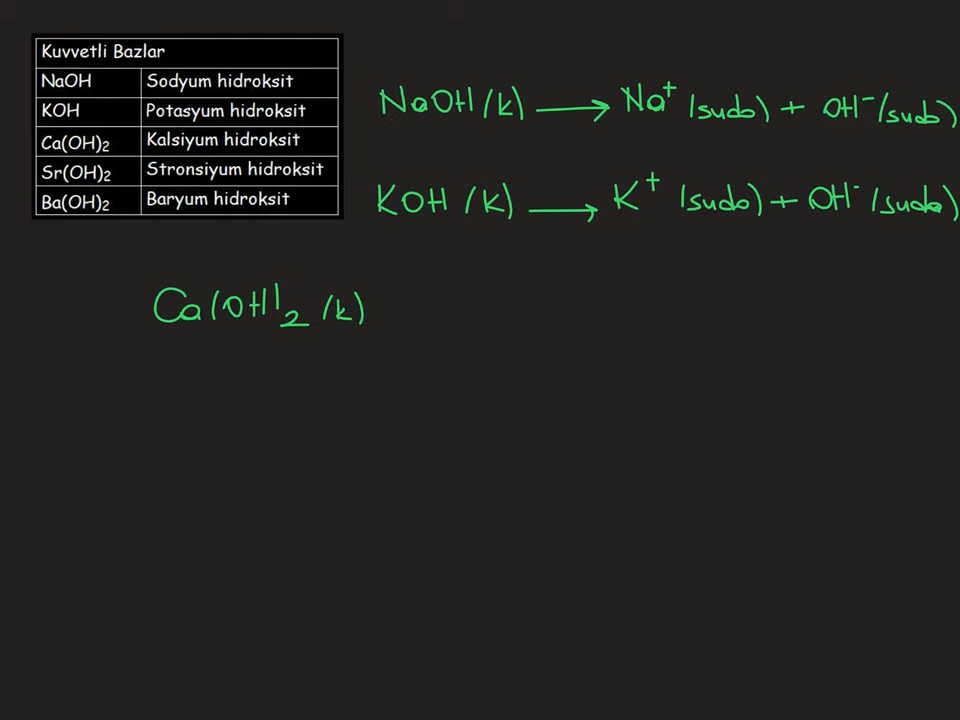 Kuvvetli Bazlar
NaOH Sodyum hidroksit
KOH Potasyum hidroksit
Ca(OH)2 Kalsiyum hidroksit
Sr(OH)2 Stronsiyum hidroksit
Ba(OH)2 Baryum hidroksit
NaOH (k) ⟶ Na⁺ (suda) + OH⁻ (suda)
KOH (k) ⟶ K⁺ (suda) + OH⁻ (suda)
Ca(OH)₂ (k)